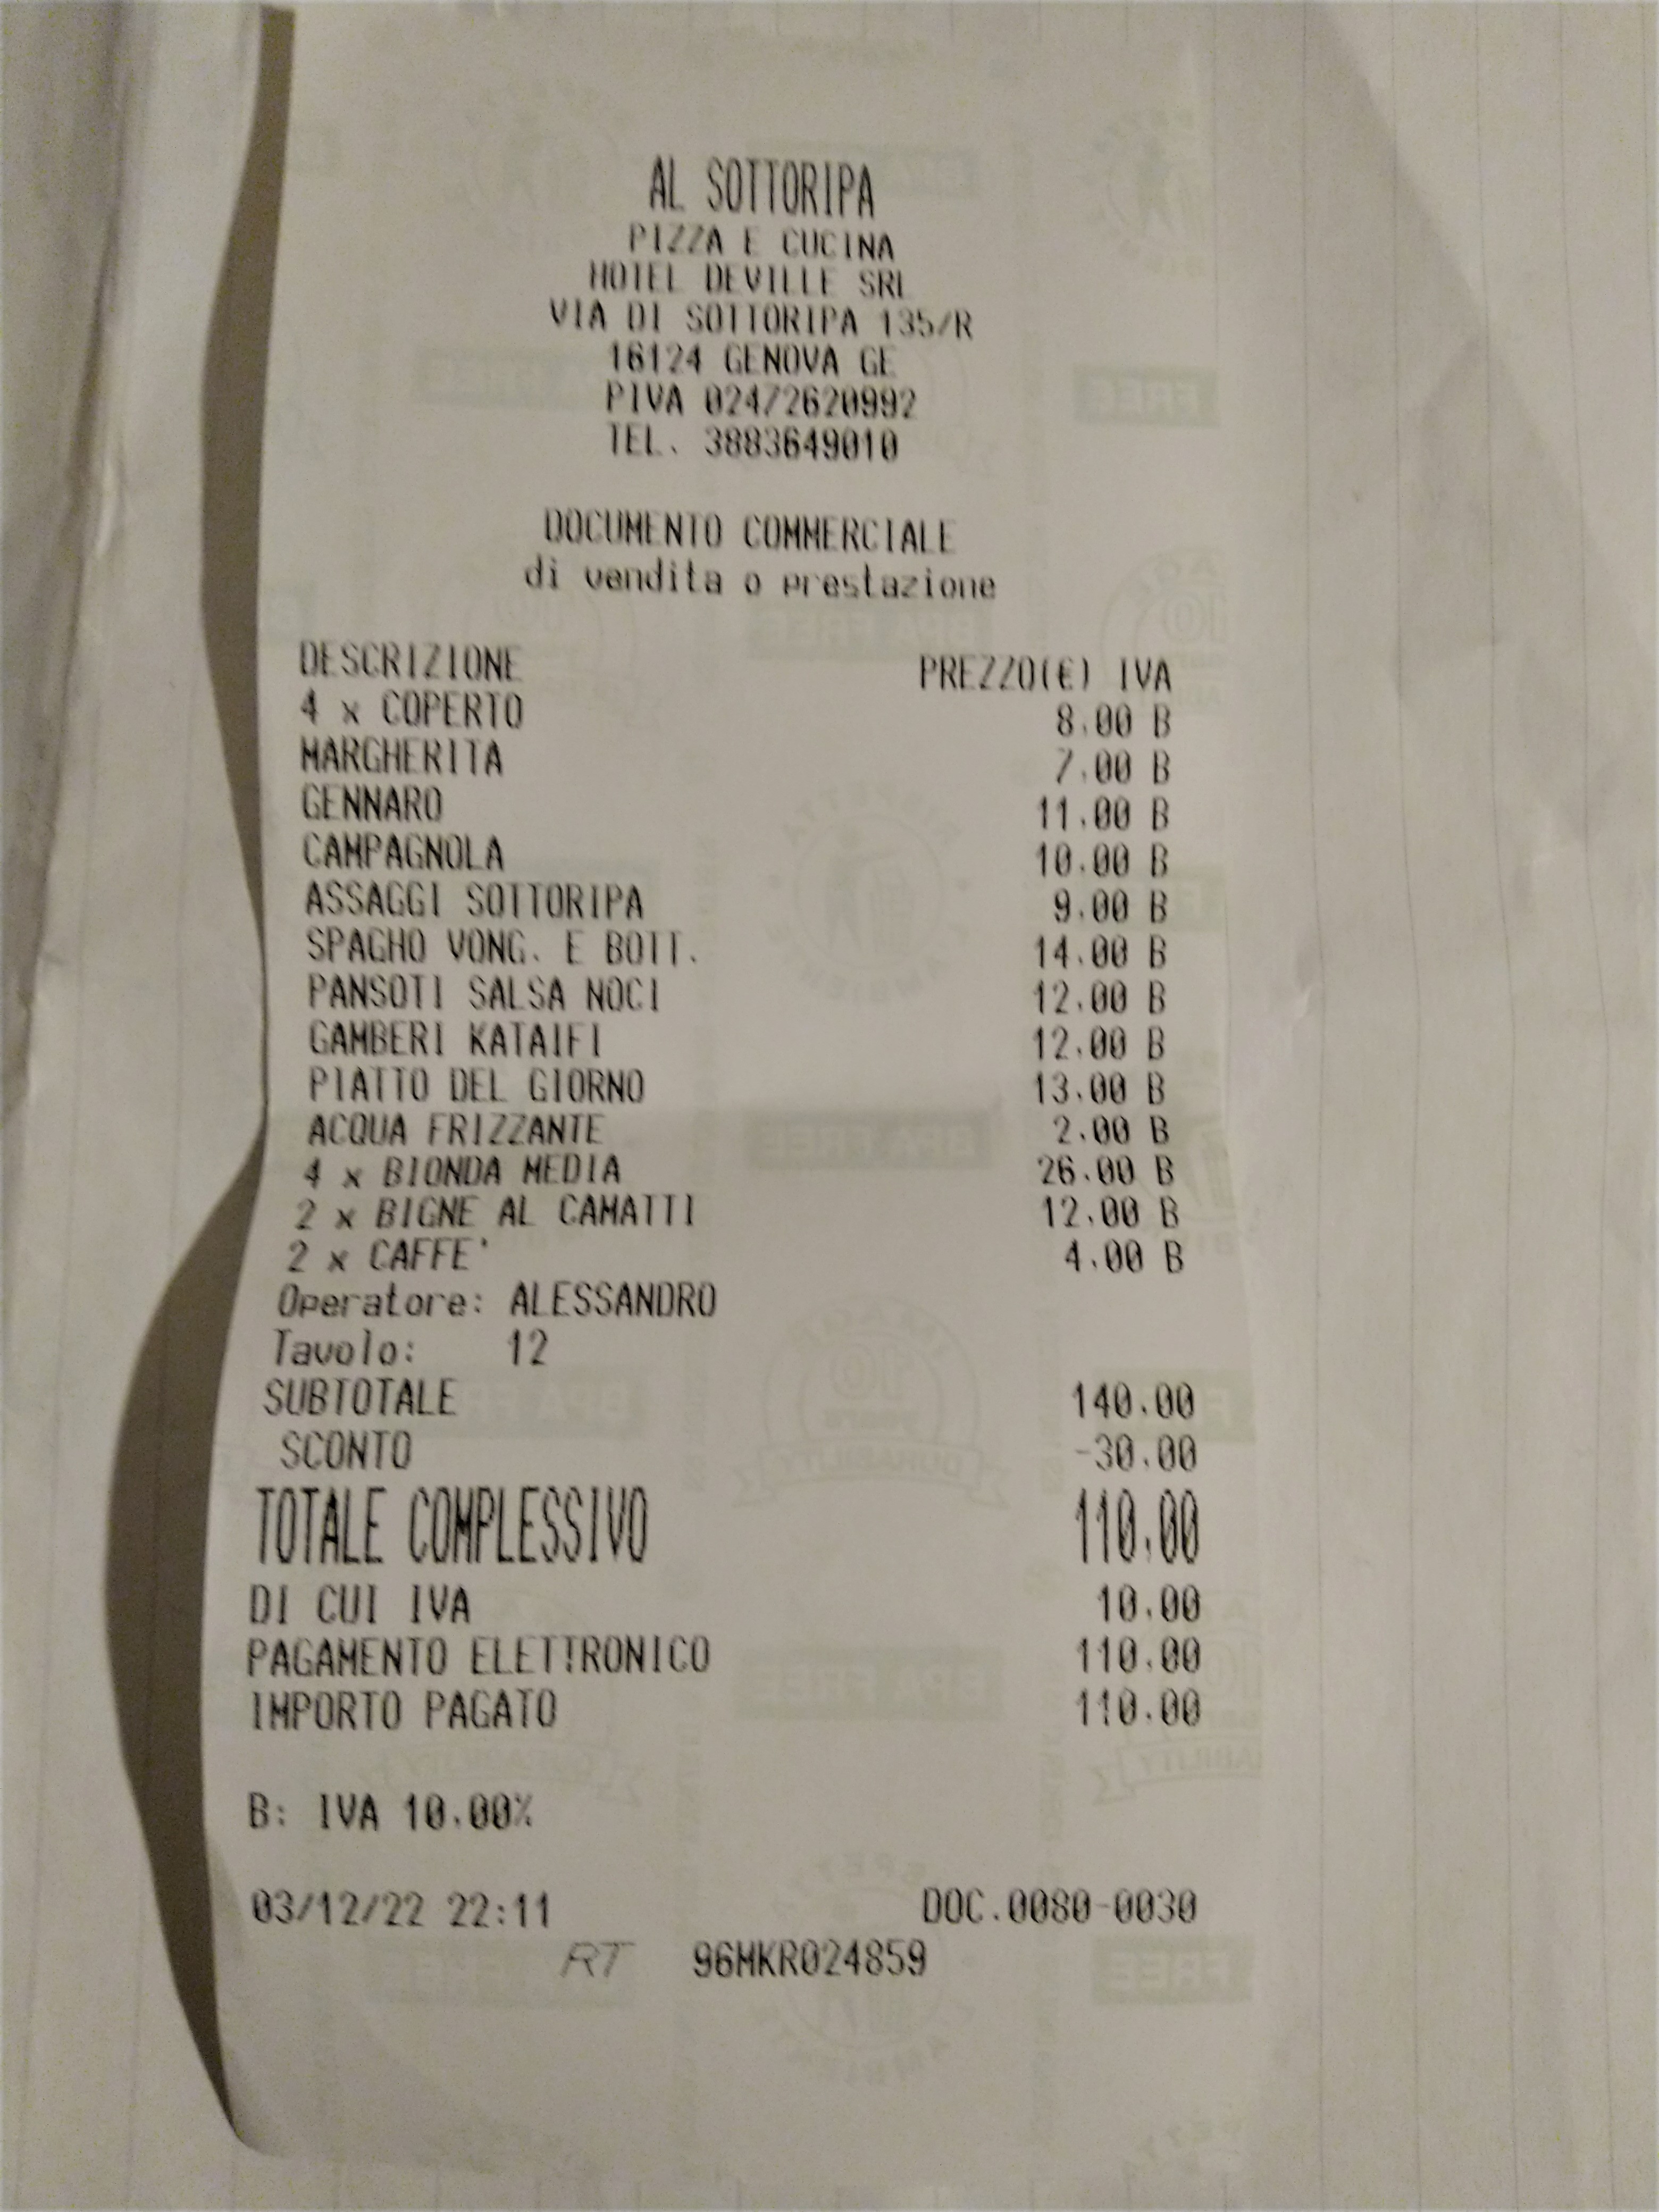 AL SOTTORIPA
PIZZA E CUCINA
HOTEL DEVILLE SRL
VIA DI SOTTORIPA 135/R
16124 GENOVA GE
PIVA 02472620992
TEL. 3883649010
DOCUMENTO COMMERCIALE
di vendita o prestazione
DESCRIZIONE PREZZO(€) IVA
4 x COPERTO 8.00 B
MARGHERITA 7.00 B
GENNARO 11.00 B
CAMPAGNOLA 10.00 B
ASSAGGI SOTTORIPA 9.00 B
SPAGHO VONG. E BOTT. 14.00 B
PANSOTI SALSA NOCI 12.00 B
GAMBERI KATAIFI 12.00 B
PIATTO DEL GIORNO 13.00 B
ACQUA FRIZZANTE 2.00 B
4 x BIONDA MEDIA 26.00 B
2 x BIGNE AL CAMATTI 12.00 B
2 x CAFFE' 4.00 B
Operatore: ALESSANDRO
Tavolo: 12
SUBTOTALE 140.00
SCONTO -30.00
TOTALE COMPLESSIVO 110.00
DI CUI IVA 10.00
PAGAMENTO ELETTRONICO 110.00
IMPORTO PAGATO 110.00
B: IVA 10.00%
03/12/22 22:11 DOC.0080-0030
RT 96MKR024859